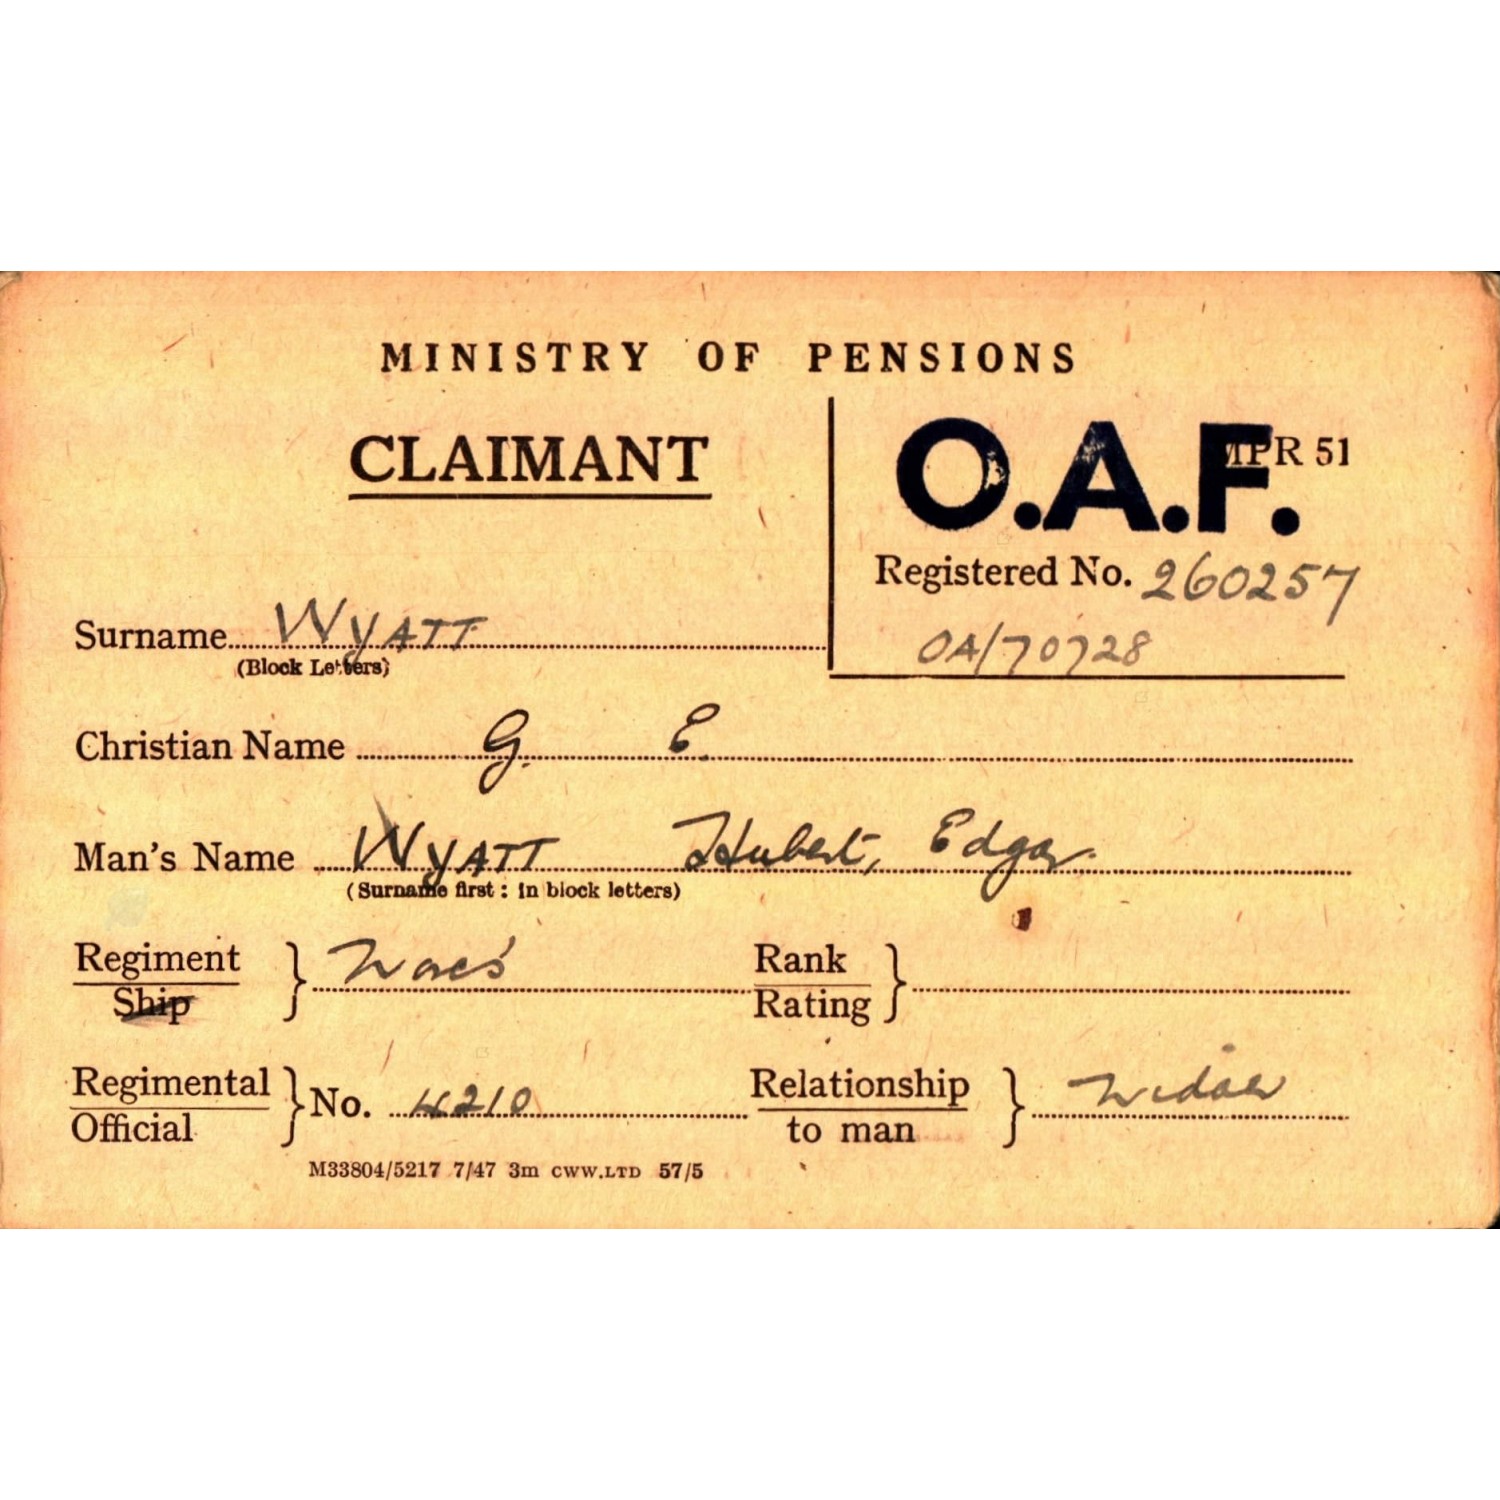 MINISTRY OF PENSIONS
CLAIMANT
O.A.F.
MPR 51
Registered No. 260257
OA/70728
Surname WYATT
(Block Letters)
Christian Name G. E.
Man's Name WYATT Hubert, Edgar.
(Surname first: in block letters)
Regiment
Ship
Worcs
Rank
Rating
Regimental
Official
No. 4210
Relationship
to man
Widow
M33804/5217 7/47 3m CWW.LTD 57/5